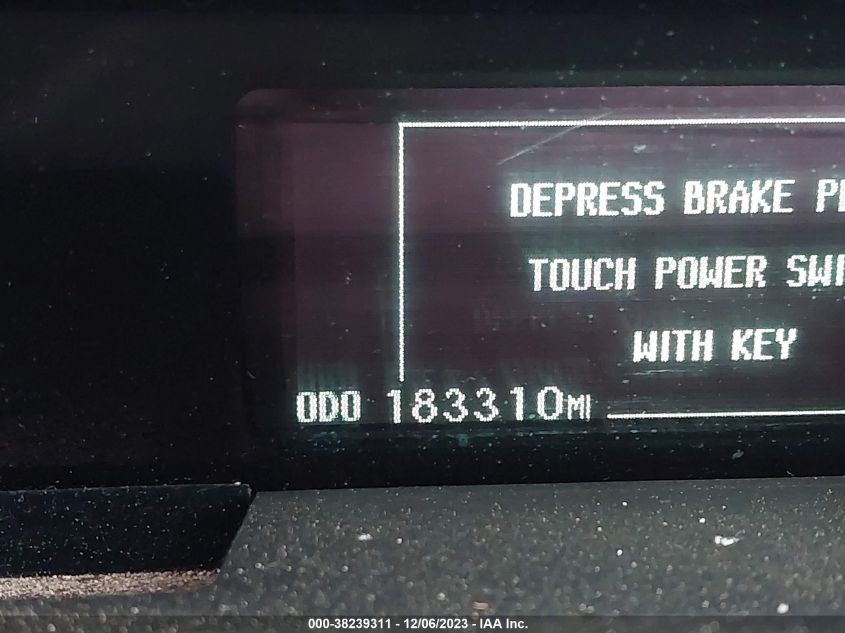 DEPRESS BRAKE
TOUCH POWER
WITH KEY
ODO 183310MI
000-38239311 - 12/06/2023 - IAA Inc.